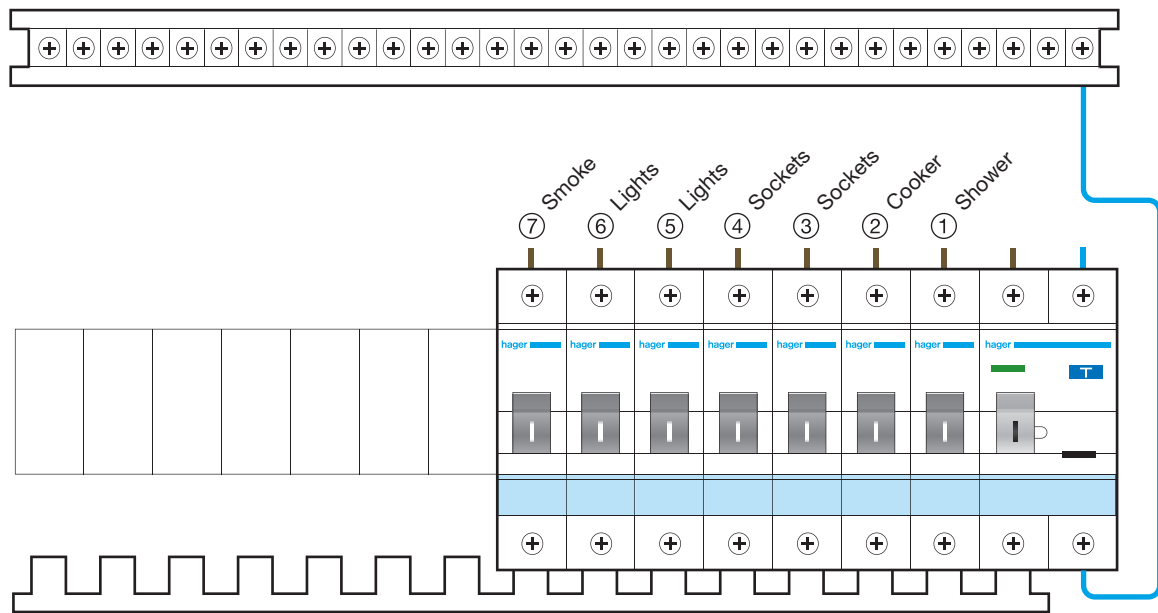 Smoke
Lights
Lights
Sockets
Sockets
Cooker
Shower
7
6
5
4
3
2
1
hager
hager
hager
hager
hager
hager
hager
hager
T